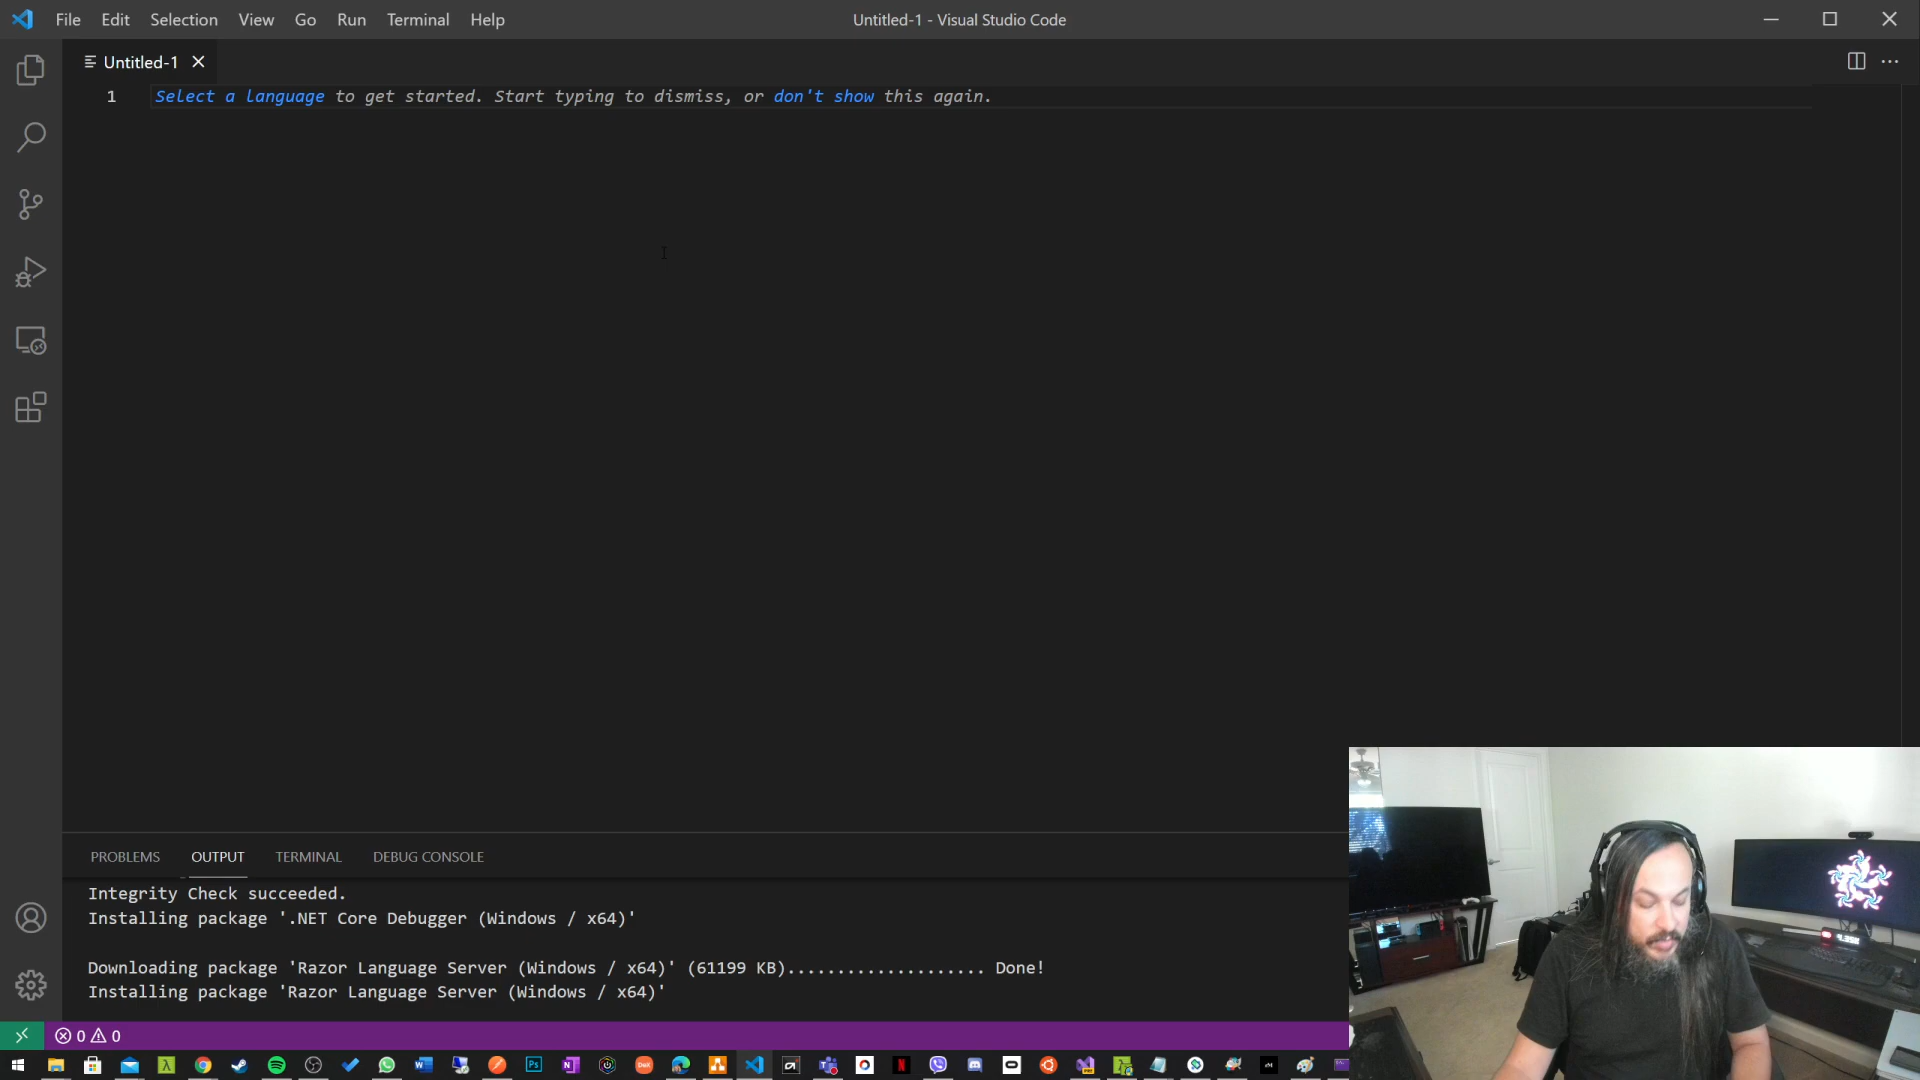 File Edit Selection View Go Run Terminal Help
Untitled-1 - Visual Studio Code
Untitled-1
1 Select a language to get started. Start typing to dismiss, or don't show this again.
PROBLEMS OUTPUT TERMINAL DEBUG CONSOLE
Integrity Check succeeded.
Installing package '.NET Core Debugger (Windows / x64)'
Downloading package 'Razor Language Server (Windows / x64)' (61199 KB).................... Done!
Installing package 'Razor Language Server (Windows / x64)'
0 0